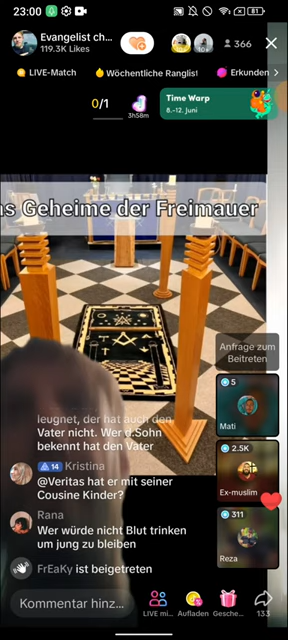 23:00
81
Evangelist ch...
119.3K Likes
10+
366
LIVE-Match
Wöchentliche Ranglist
Erkunden
0/1
3h58m
Time Warp
8.-12. Juni
as Geheime der Freimauer
Anfrage zum
Beitreten
5
Mati
2.5K
Ex-muslim
311
Reza
leugnet, der hat auch den
Vater nicht. Wer d.Sohn
bekennt hat den Vater
14 Kristina
@Veritas hat er mit seiner
Cousine Kinder?
Rana
Wer würde nicht Blut trinken
um jung zu bleiben
FrEaKy ist beigetreten
Kommentar hinz...
LIVE mi...
Aufladen
Gesche...
133